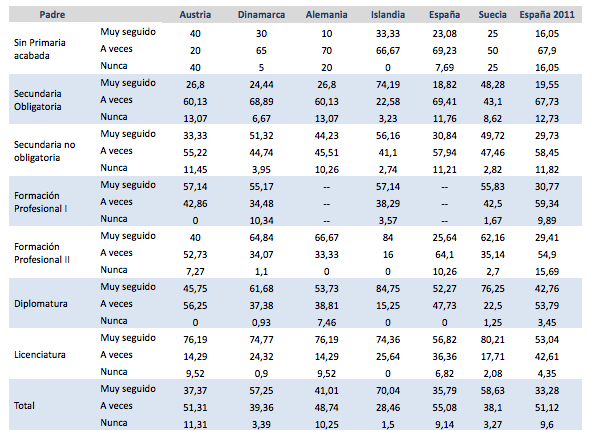 Padre Austria Dinamarca Alemania Islandia España Suecia España 2011
Sin Primaria acabada Muy seguido 40 30 10 33,33 23,08 25 16,05
A veces 20 65 70 66,67 69,23 50 67,9
Nunca 40 5 20 0 7,69 25 16,05
Secundaria Obligatoria Muy seguido 26,8 24,44 26,8 74,19 18,82 48,28 19,55
A veces 60,13 68,89 60,13 22,58 69,41 43,1 67,73
Nunca 13,07 6,67 13,07 3,23 11,76 8,62 12,73
Secundaria no obligatoria Muy seguido 33,33 51,32 44,23 56,16 30,84 49,72 29,73
A veces 55,22 44,74 45,51 41,1 57,94 47,46 58,45
Nunca 11,45 3,95 10,26 2,74 11,21 2,82 11,82
Formación Profesional I Muy seguido 57,14 55,17 -- 57,14 -- 55,83 30,77
A veces 42,86 34,48 -- 38,29 -- 42,5 59,34
Nunca 0 10,34 3,57 1,67 9,89
Formación Profesional II Muy seguido 40 64,84 66,67 84 25,64 62,16 29,41
A veces 52,73 34,07 33,33 16 64,1 35,14 54,9
Nunca 7,27 1,1 0 0 10,26 2,7 15,69
Diplomatura Muy seguido 45,75 61,68 53,73 84,75 52,27 76,25 42,76
A veces 56,25 37,38 38,81 15,25 47,73 22,5 53,79
Nunca 0 0,93 7,46 0 0 1,25 3,45
Licenciatura Muy seguido 76,19 74,77 76,19 74,36 56,82 80,21 53,04
A veces 14,29 24,32 14,29 25,64 36,36 17,71 42,61
Nunca 9,52 0,9 9,52 0 6,82 2,08 4,35
Total Muy seguido 37,37 57,25 41,01 70,04 35,79 58,63 33,28
A veces 51,31 39,36 48,74 28,46 55,08 38,1 51,12
Nunca 11,31 3,39 10,25 1,5 9,14 3,27 9,6